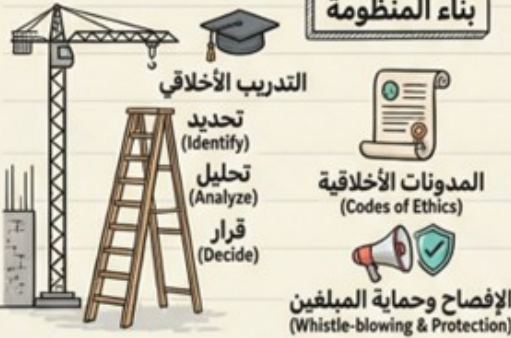 بناء المنظومة
التدريب الأخلاقي
تحديد
(Identify)
تحليل
(Analyze)
قرار
(Decide)
المدونات الأخلاقية
(Codes of Ethics)
الإفصاح وحماية المبلغين
(Whistle-blowing & Protection)